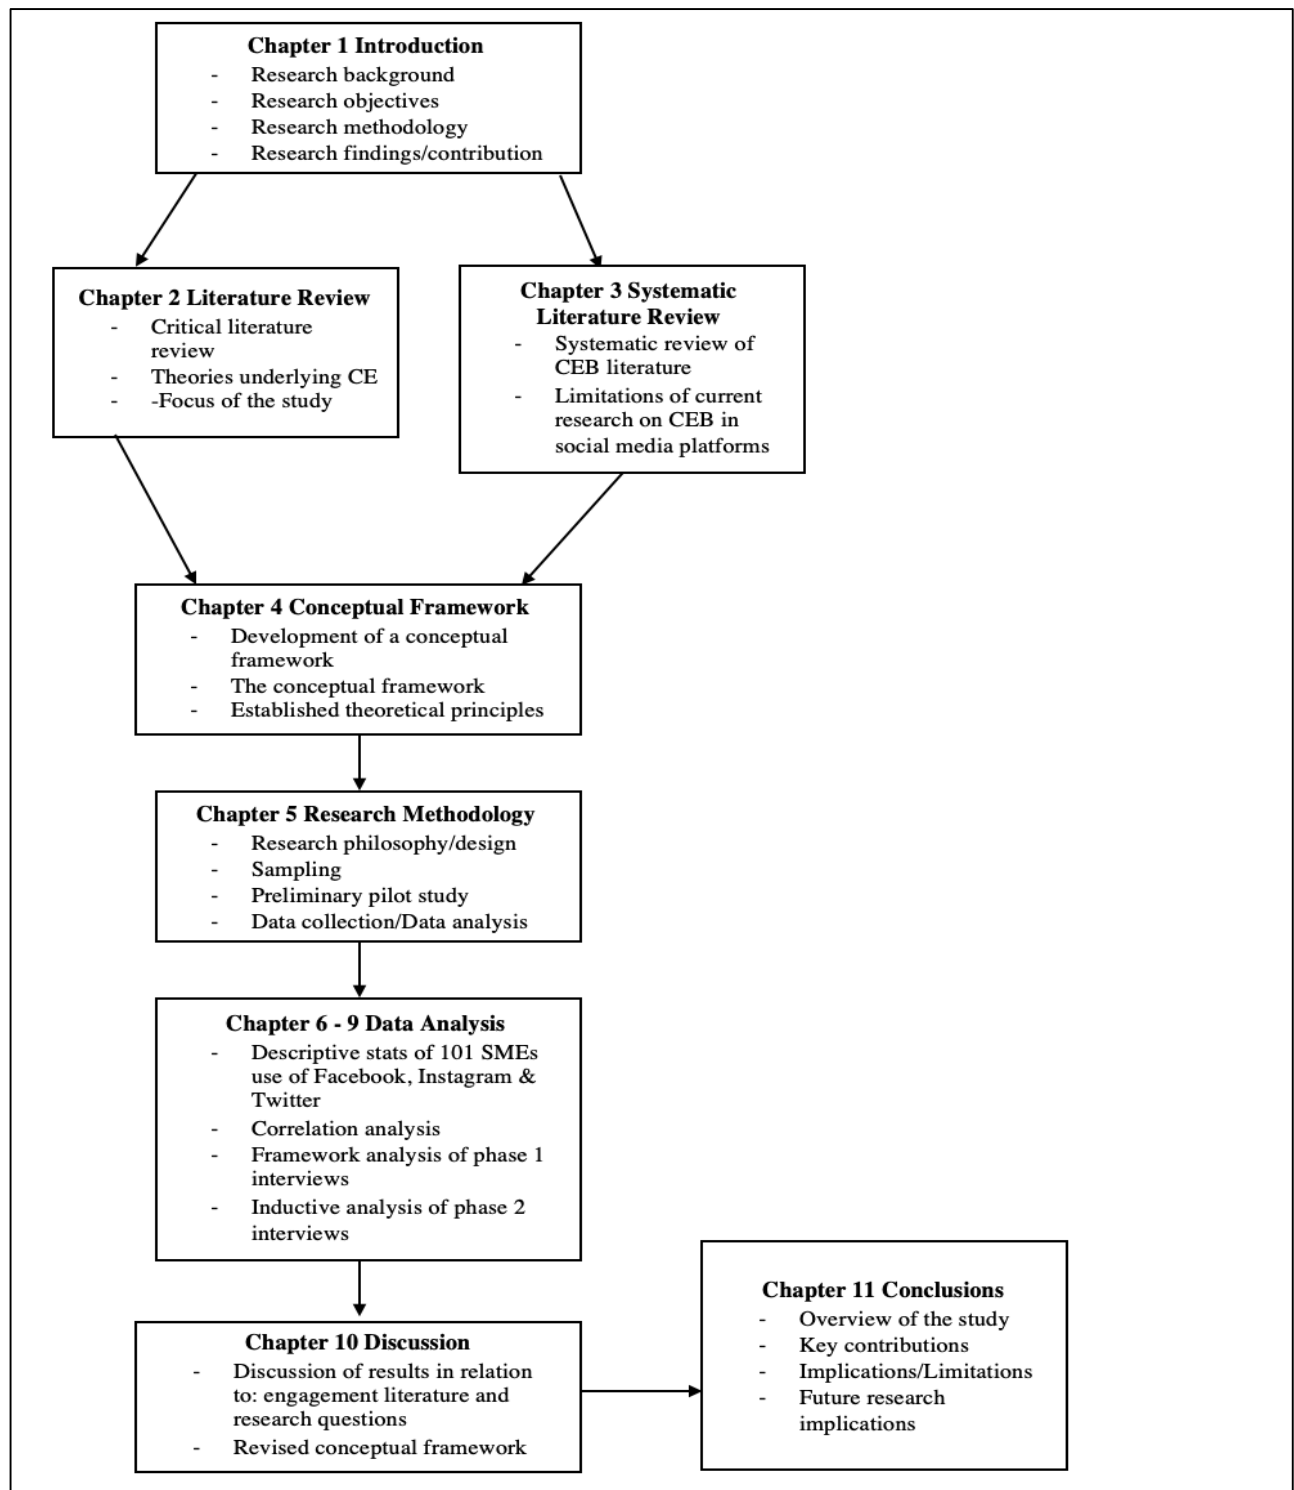 Chapter 1 Introduction
- Research background
- Research objectives
- Research methodology
- Research findings/contribution
Chapter 2 Literature Review
- Critical literature
review
- Theories underlying CE
- -Focus of the study
Chapter 3 Systematic
Literature Review
- Systematic review of
CEB literature
- Limitations of current
research on CEB in
social media platforms
Chapter 4 Conceptual Framework
- Development of a conceptual
framework
- The conceptual framework
- Established theoretical principles
Chapter 5 Research Methodology
- Research philosophy/design
- Sampling
- Preliminary pilot study
- Data collection/Data analysis
Chapter 6 - 9 Data Analysis
- Descriptive stats of 101 SMEs
use of Facebook, Instagram &
Twitter
- Correlation analysis
- Framework analysis of phase 1
interviews
- Inductive analysis of phase 2
interviews
Chapter 10 Discussion
- Discussion of results in relation
to: engagement literature and
research questions
- Revised conceptual framework
Chapter 11 Conclusions
- Overview of the study
- Key contributions
- Implications/Limitations
- Future research
implications